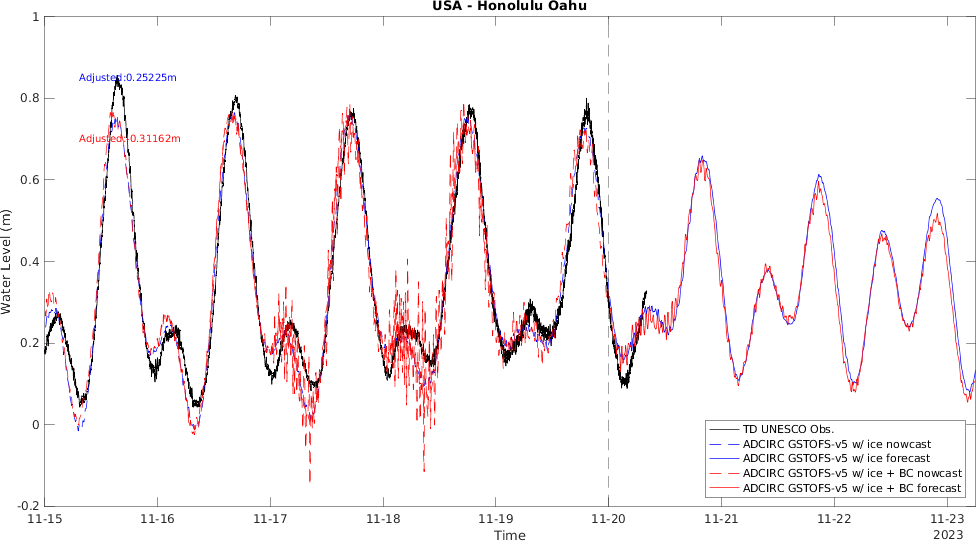 USA - Honolulu Oahu
1
0.8
0.6
0.4
0.2
0
-0.2
Water Level (m)
Adjusted:0.25225m
Adjusted:-0.31162m
TD UNESCO Obs.
ADCIRC GSTOFS-v5 w/ ice nowcast
ADCIRC GSTOFS-v5 w/ ice forecast
ADCIRC GSTOFS-v5 w/ ice + BC nowcast
ADCIRC GSTOFS-v5 w/ ice + BC forecast
11-15 11-16 11-17 11-18 11-19 11-20 11-21 11-22 11-23
Time
2023